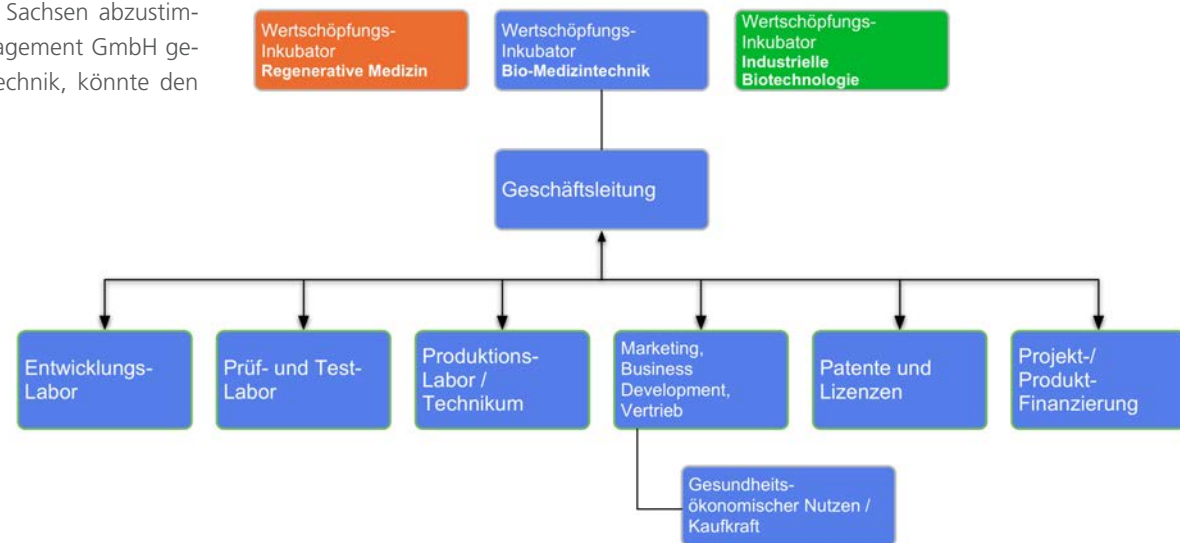 Sachsen abzustim-
agement GmbH ge-
technik, könnte den
Wertschöpfungs-
Inkubator
Regenerative Medizin
Wertschöpfungs-
Inkubator
Bio-Medizintechnik
Wertschöpfungs-
Inkubator
Industrielle
Biotechnologie
Geschäftsleitung
Entwicklungs-
Labor
Prüf- und Test-
Labor
Produktions-
Labor /
Technikum
Marketing,
Business
Development,
Vertrieb
Patente und
Lizenzen
Projekt-/
Produkt-
Finanzierung
Gesundheits-
ökonomischer Nutzen /
Kaufkraft